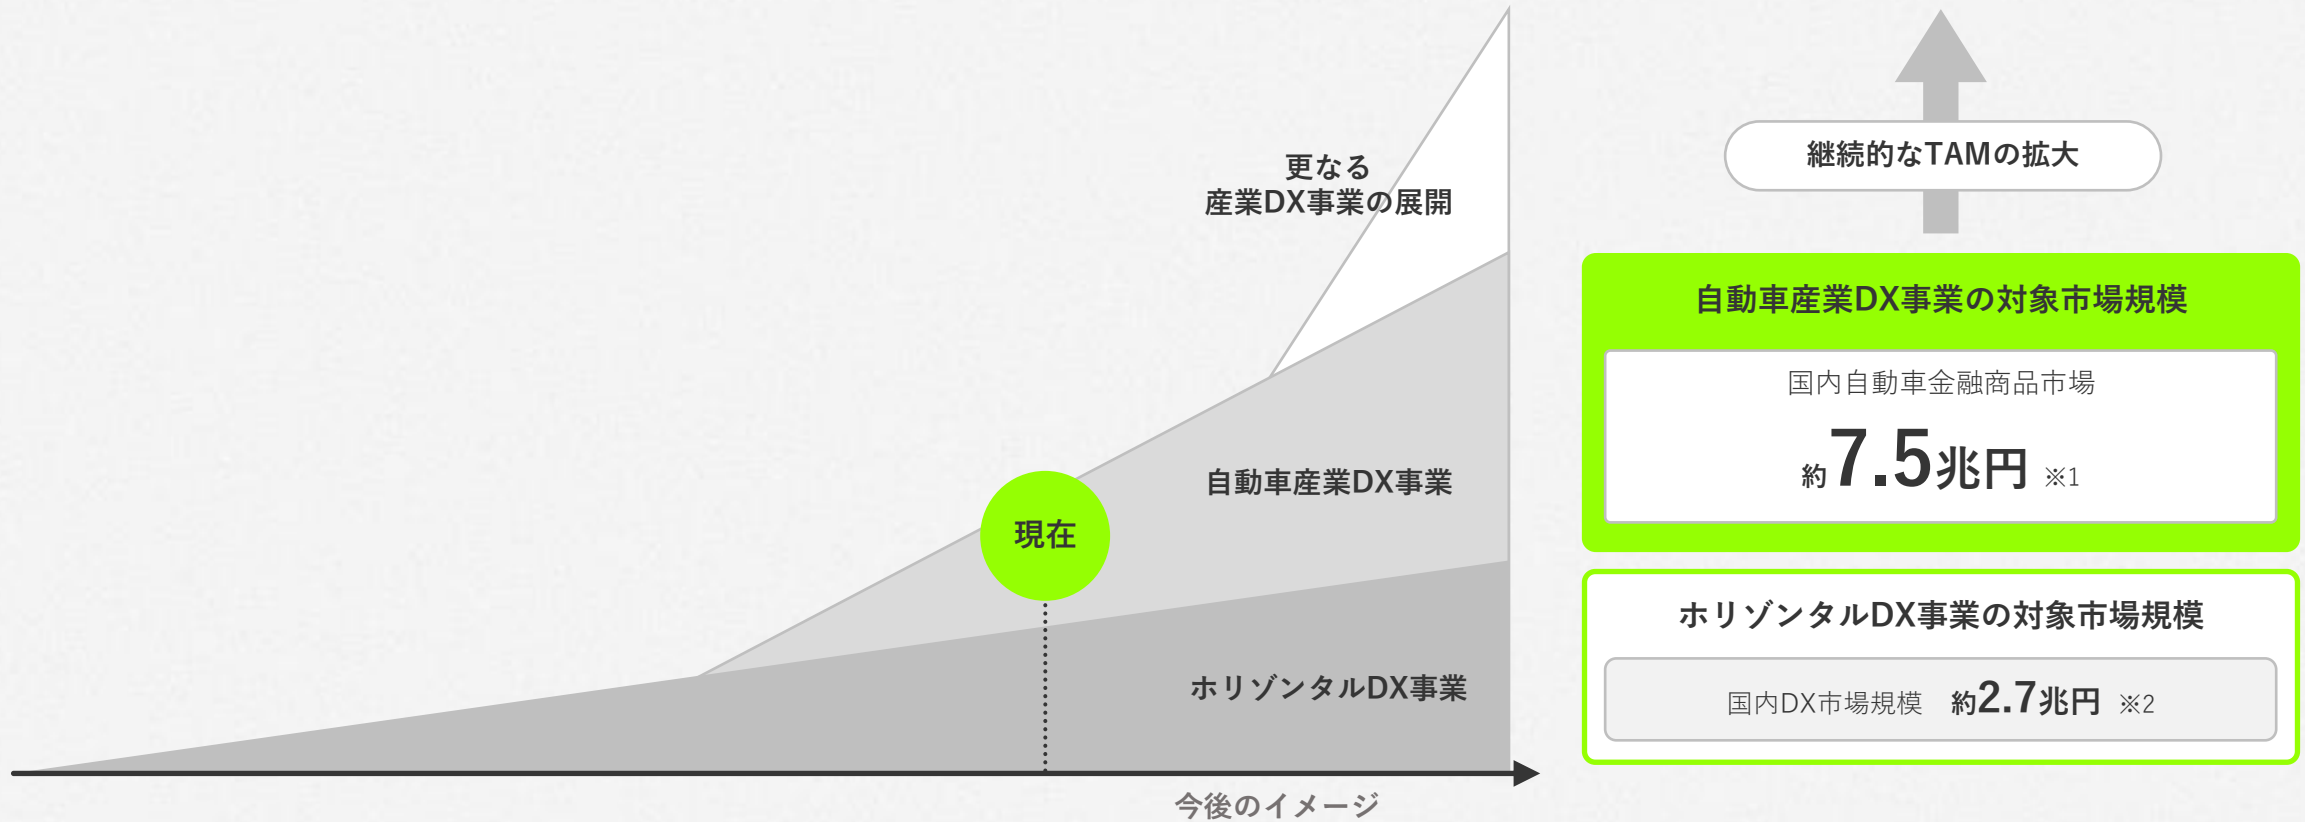 更なる
産業DX事業の展開
自動車産業DX事業
現在
ホリゾンタルDX事業
今後のイメージ
継続的なTAMの拡大
自動車産業DX事業の対象市場規模
国内自動車金融商品市場
約7.5兆円 ※1
ホリゾンタルDX事業の対象市場規模
国内DX市場規模 約2.7兆円 ※2